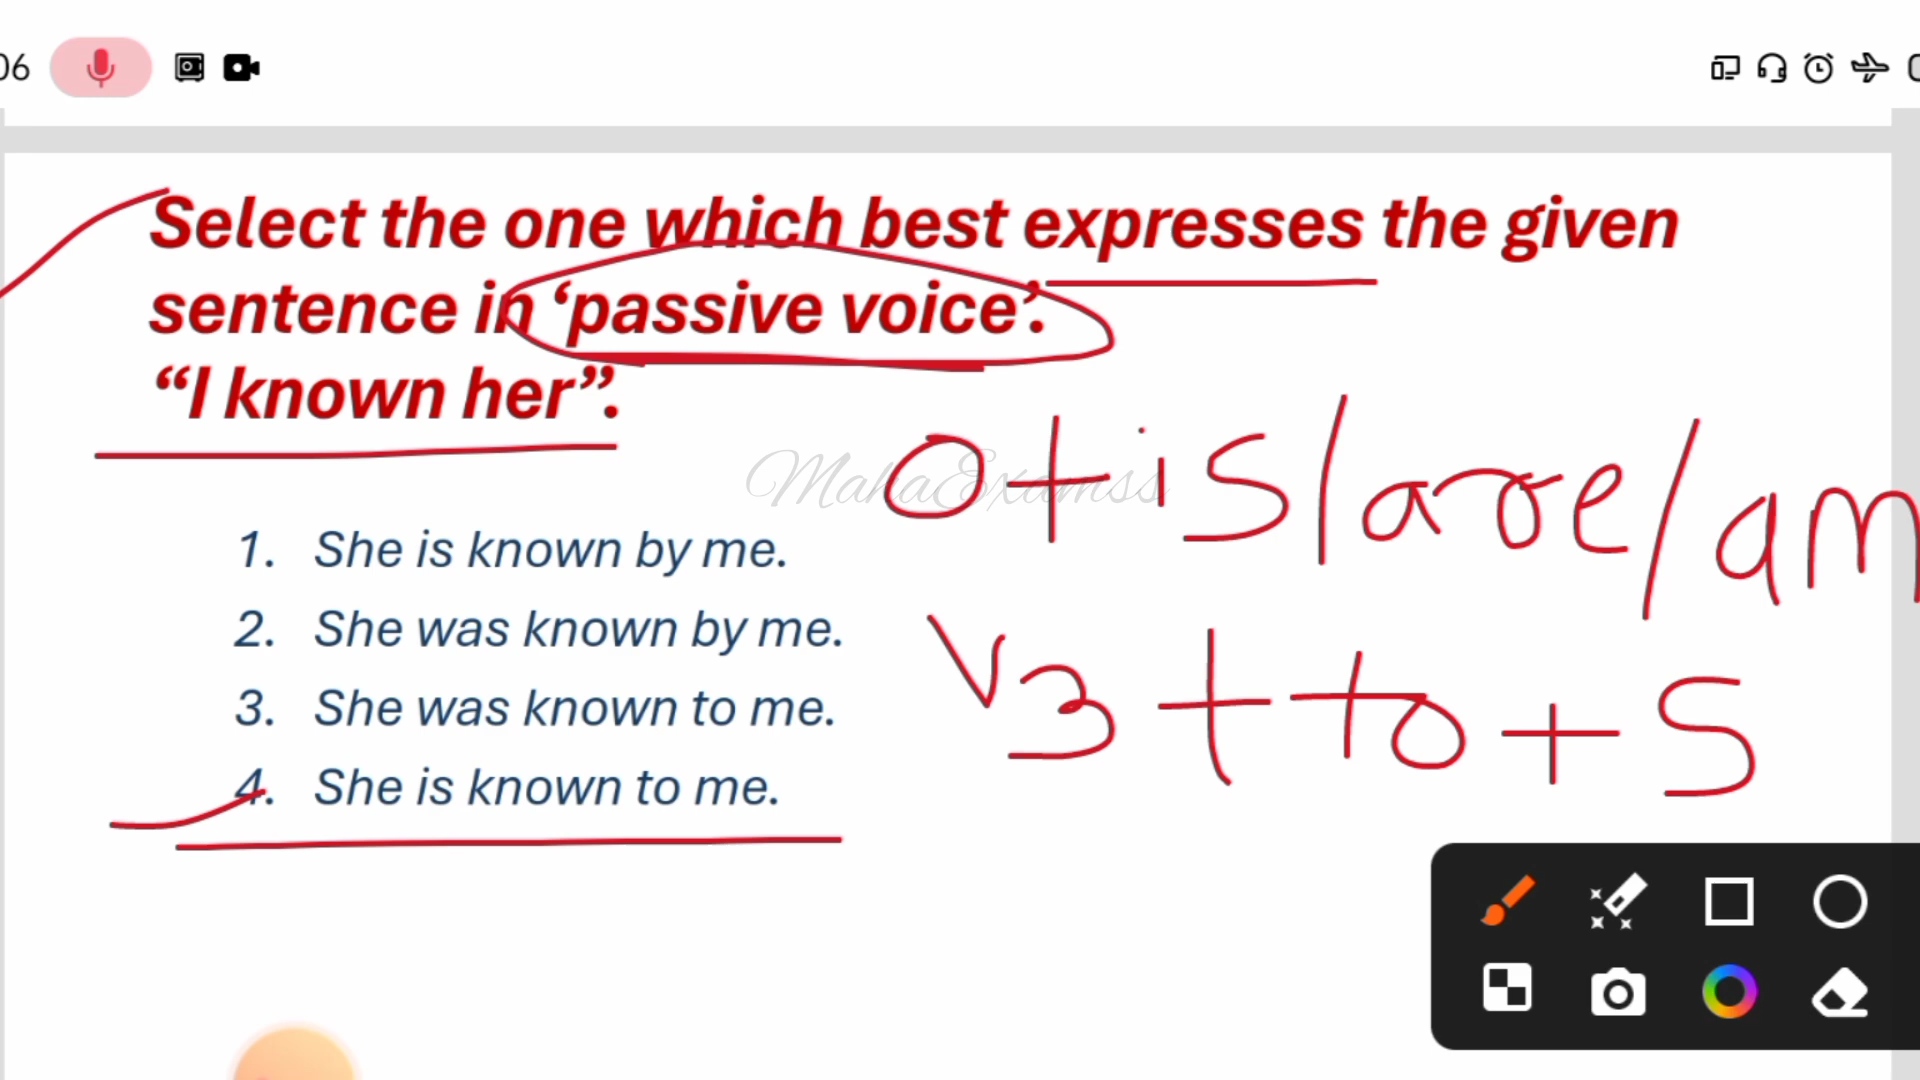 06
Select the one which best expresses the given
sentence in ‘passive voice’.
“I known her”.
MahaExamss
O+is/are/am
1. She is known by me.
2. She was known by me.
V3+to+S
3. She was known to me.
4. She is known to me.